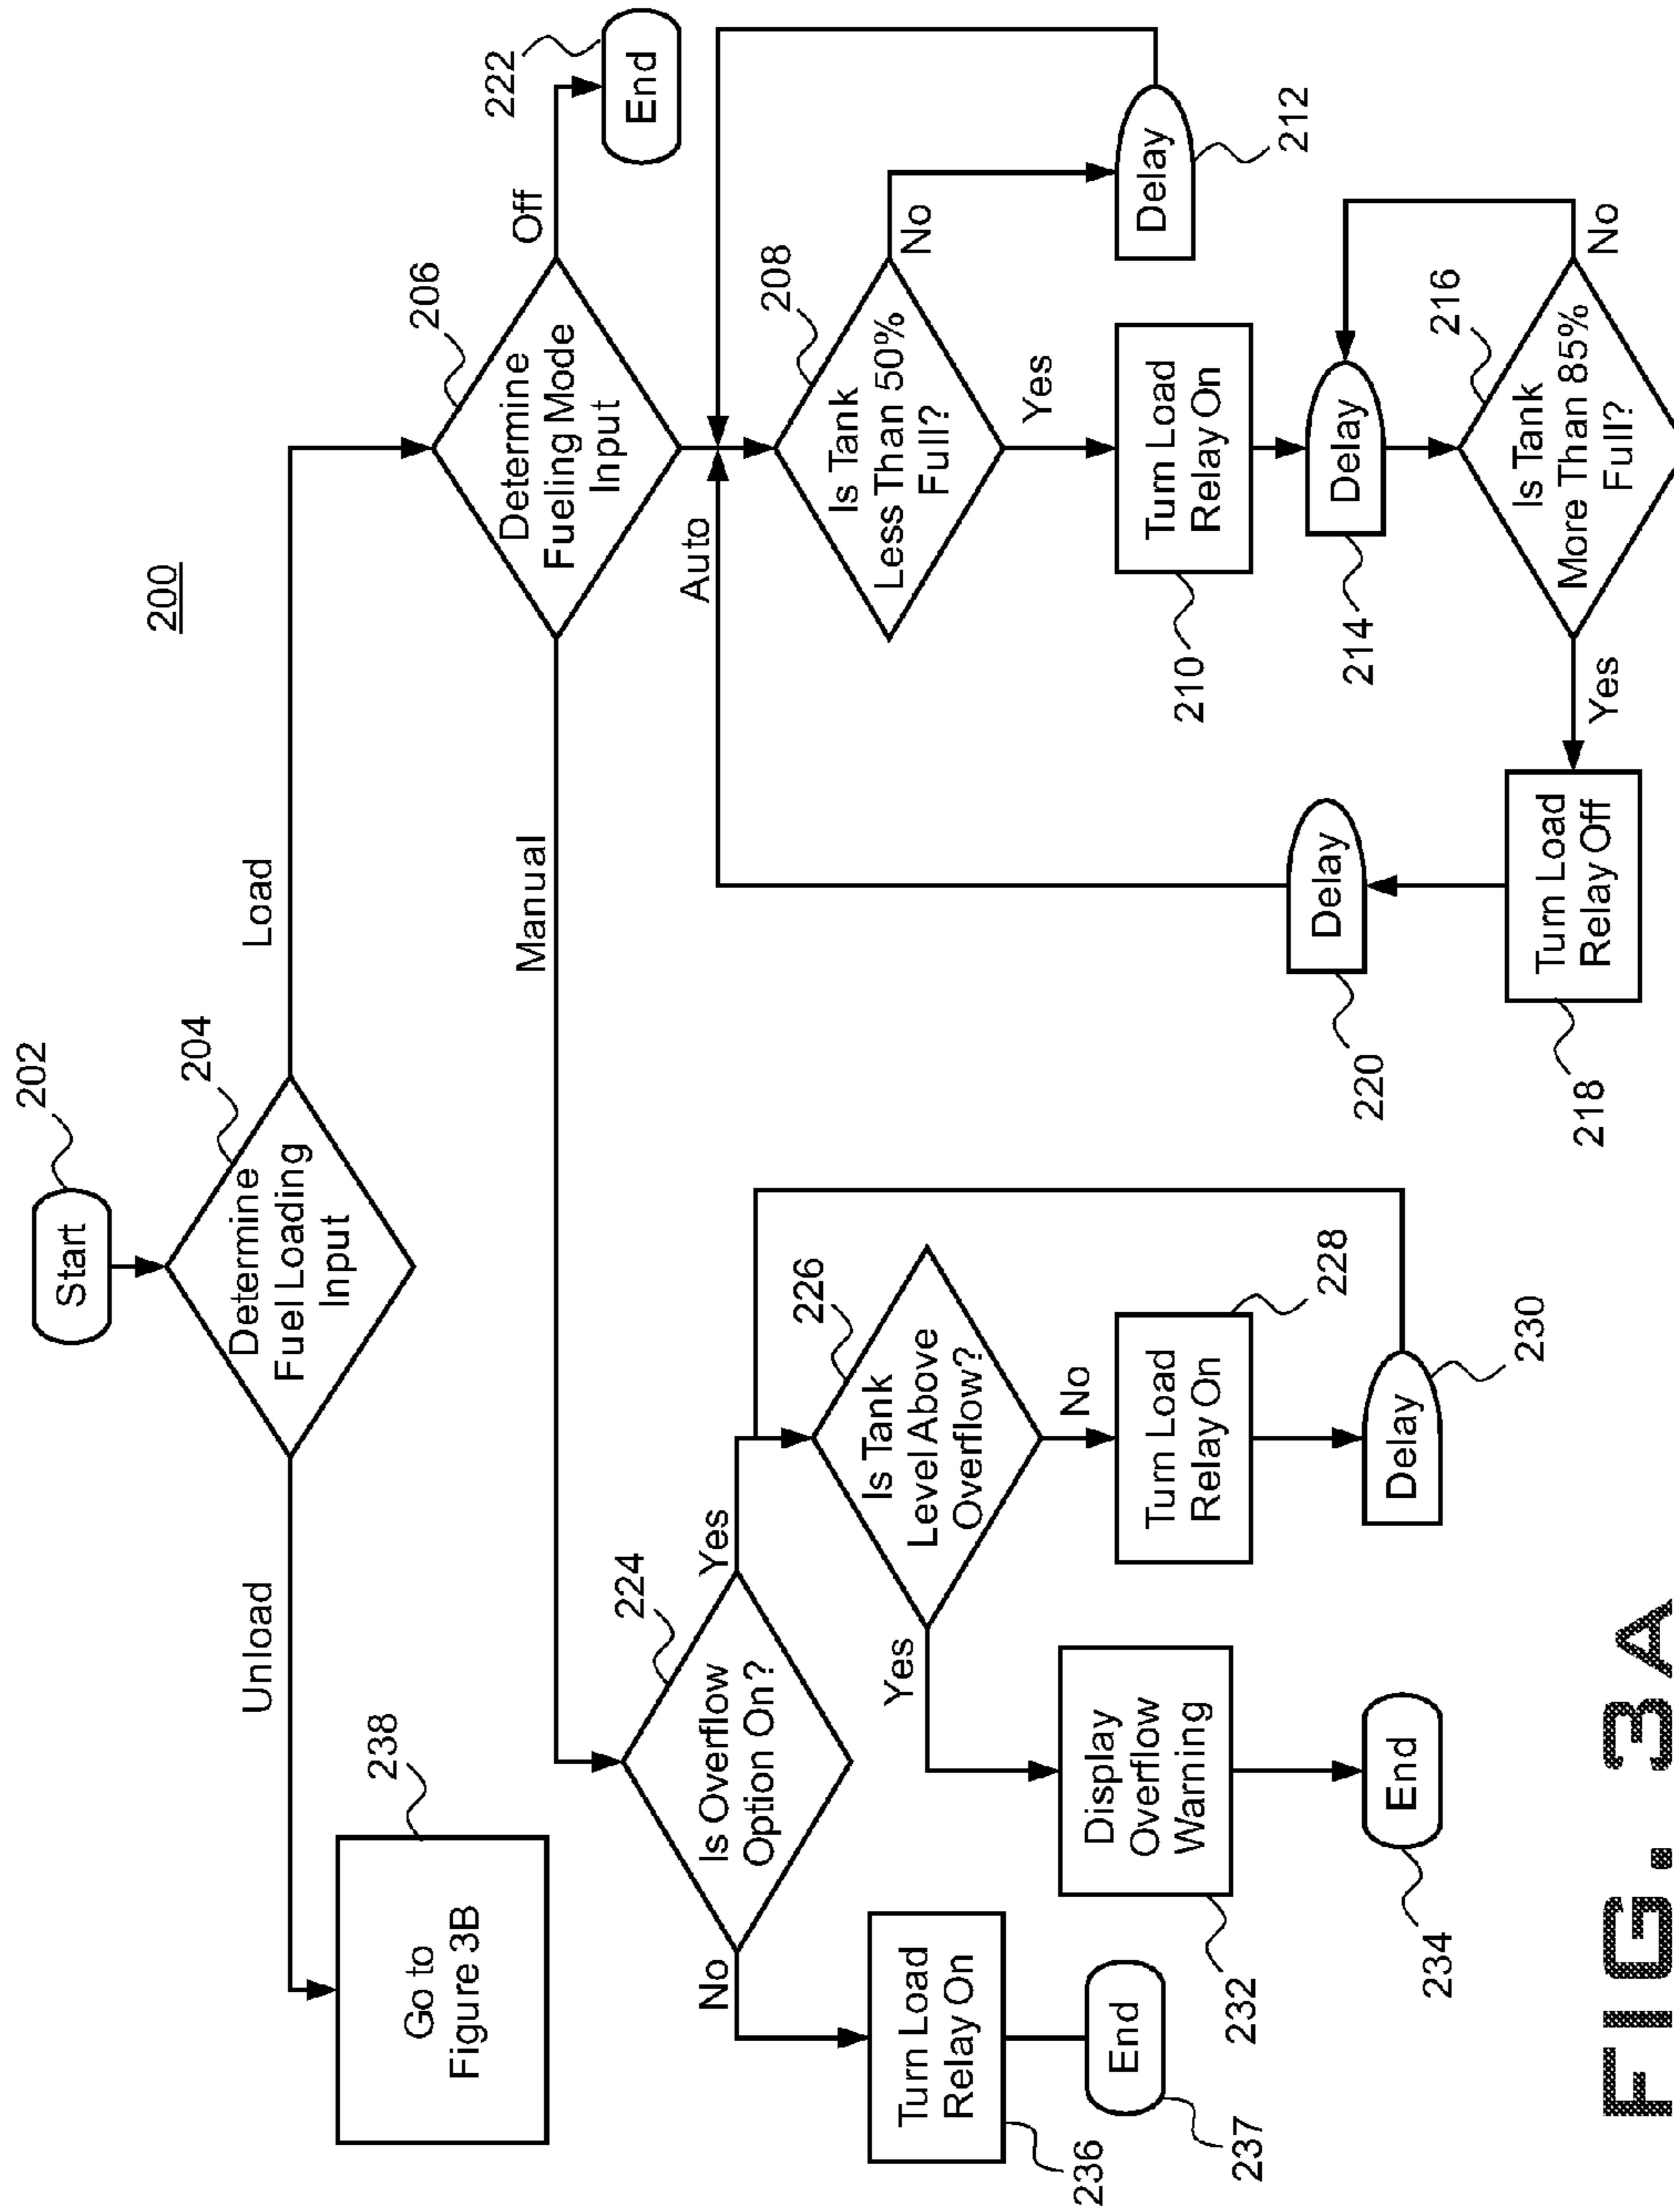 200
202
Start
204
Determine
Fuel Loading
Input
Unload
Load
238
Go to
Figure 3B
206
Determine
Fueling Mode
Input
Manual
Off
222
End
Auto
224
Is Overflow
Option On?
No
Yes
Turn Load
Relay On
236
End
237
226
Is Tank
Level Above
Overflow?
Yes
No
Display
Overflow
Warning
232
End
234
Turn Load
Relay On
228
Delay
230
208
Is Tank
Less Than 50%
Full?
No
Yes
Delay
212
Turn Load
Relay On
210
Delay
214
216
Is Tank
More Than 85%
Full?
No
Yes
Turn Load
Relay Off
218
Delay
220
FIG. 3A